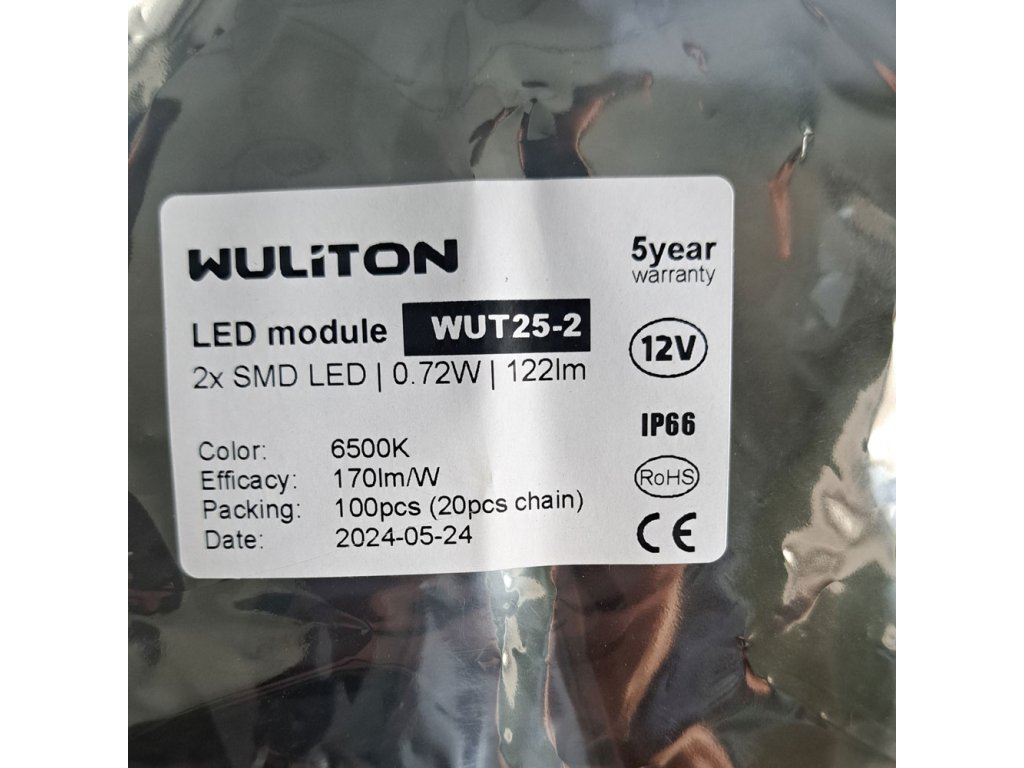 WULiTON
5year
warranty
LED module WUT25-2
12V
2x SMD LED | 0.72W | 122lm
IP66
Color: 6500K
Efficacy: 170lm/W
RoHS
Packing: 100pcs (20pcs chain)
Date: 2024-05-24
CE